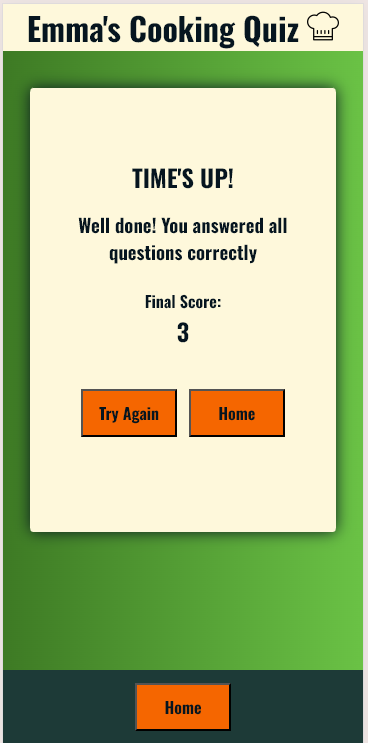 Emma's Cooking Quiz
TIME'S UP!
Well done! You answered all
questions correctly
Final Score:
3
Try Again
Home
Home